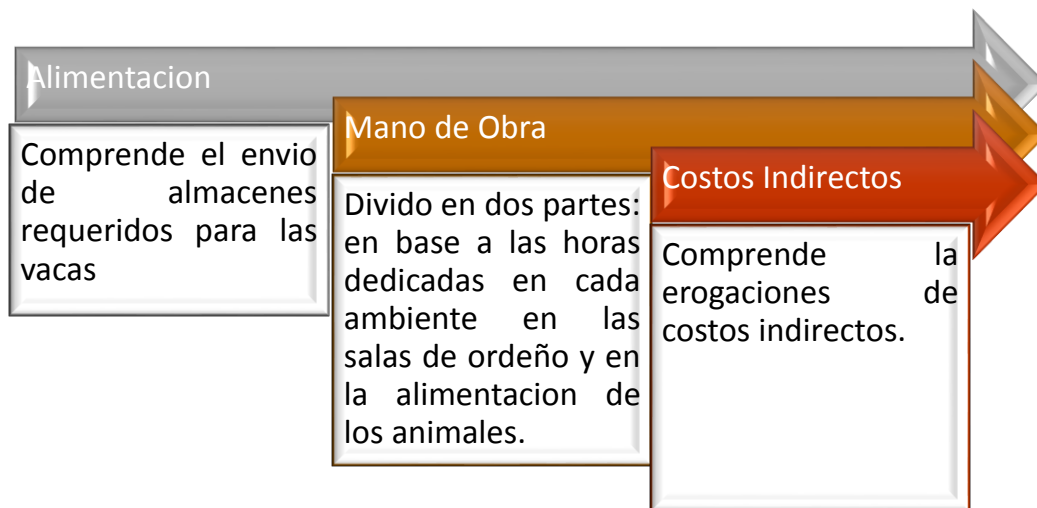 Alimentacion
Comprende el envio
de almacenes
requeridos para las
vacas
Mano de Obra
Divido en dos partes:
en base a las horas
dedicadas en cada
ambiente en las
salas de ordeño y en
la alimentacion de
los animales.
Costos Indirectos
Comprende la
erogaciones de
costos indirectos.